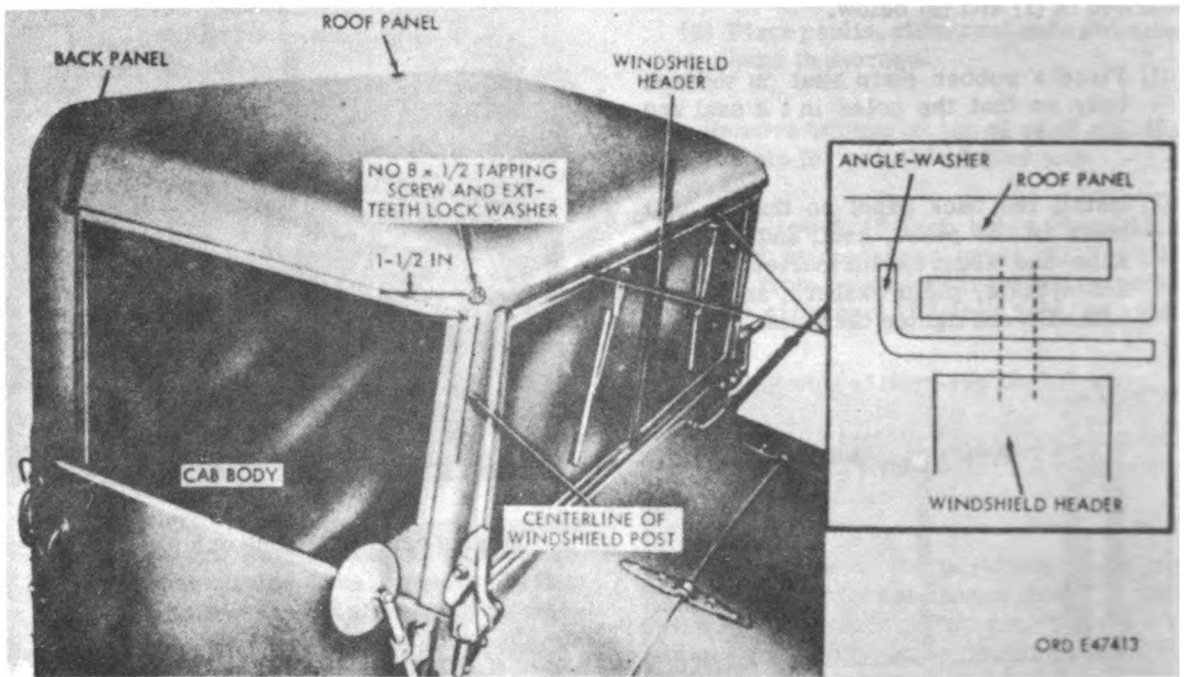 ROOF PANEL
BACK PANEL
WINDSHIELD
HEADER
NO 8 x 1/2 TAPPING
SCREW AND EXT-
TEETH LOCK WASHER
1-1/2 IN
CAB BODY
CENTERLINE OF
WINDSHIELD POST
ANGLE-WASHER
ROOF PANEL
WINDSHIELD HEADER
ORD E47413